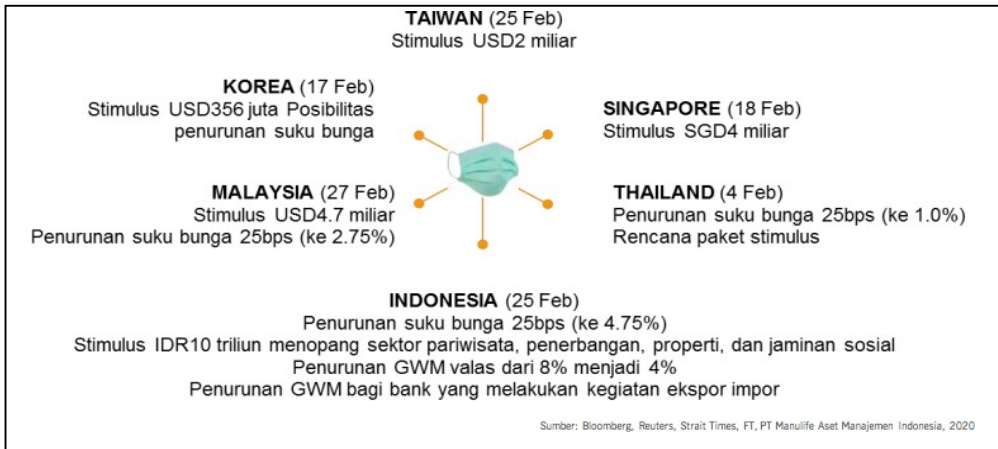 TAIWAN (25 Feb)
Stimulus USD2 miliar
KOREA (17 Feb)
Stimulus USD356 juta Posibilitas
penurunan suku bunga
SINGAPORE (18 Feb)
Stimulus SGD4 miliar
MALAYSIA (27 Feb)
Stimulus USD4.7 miliar
Penurunan suku bunga 25bps (ke 2.75%)
THAILAND (4 Feb)
Penurunan suku bunga 25bps (ke 1.0%)
Rencana paket stimulus
INDONESIA (25 Feb)
Penurunan suku bunga 25bps (ke 4.75%)
Stimulus IDR10 triliun menopang sektor pariwisata, penerbangan, properti, dan jaminan sosial
Penurunan GWM valas dari 8% menjadi 4%
Penurunan GWM bagi bank yang melakukan kegiatan ekspor impor
Sumber: Bloomberg, Reuters, Strait Times, FT, PT Manulife Aset Manajemen Indonesia, 2020